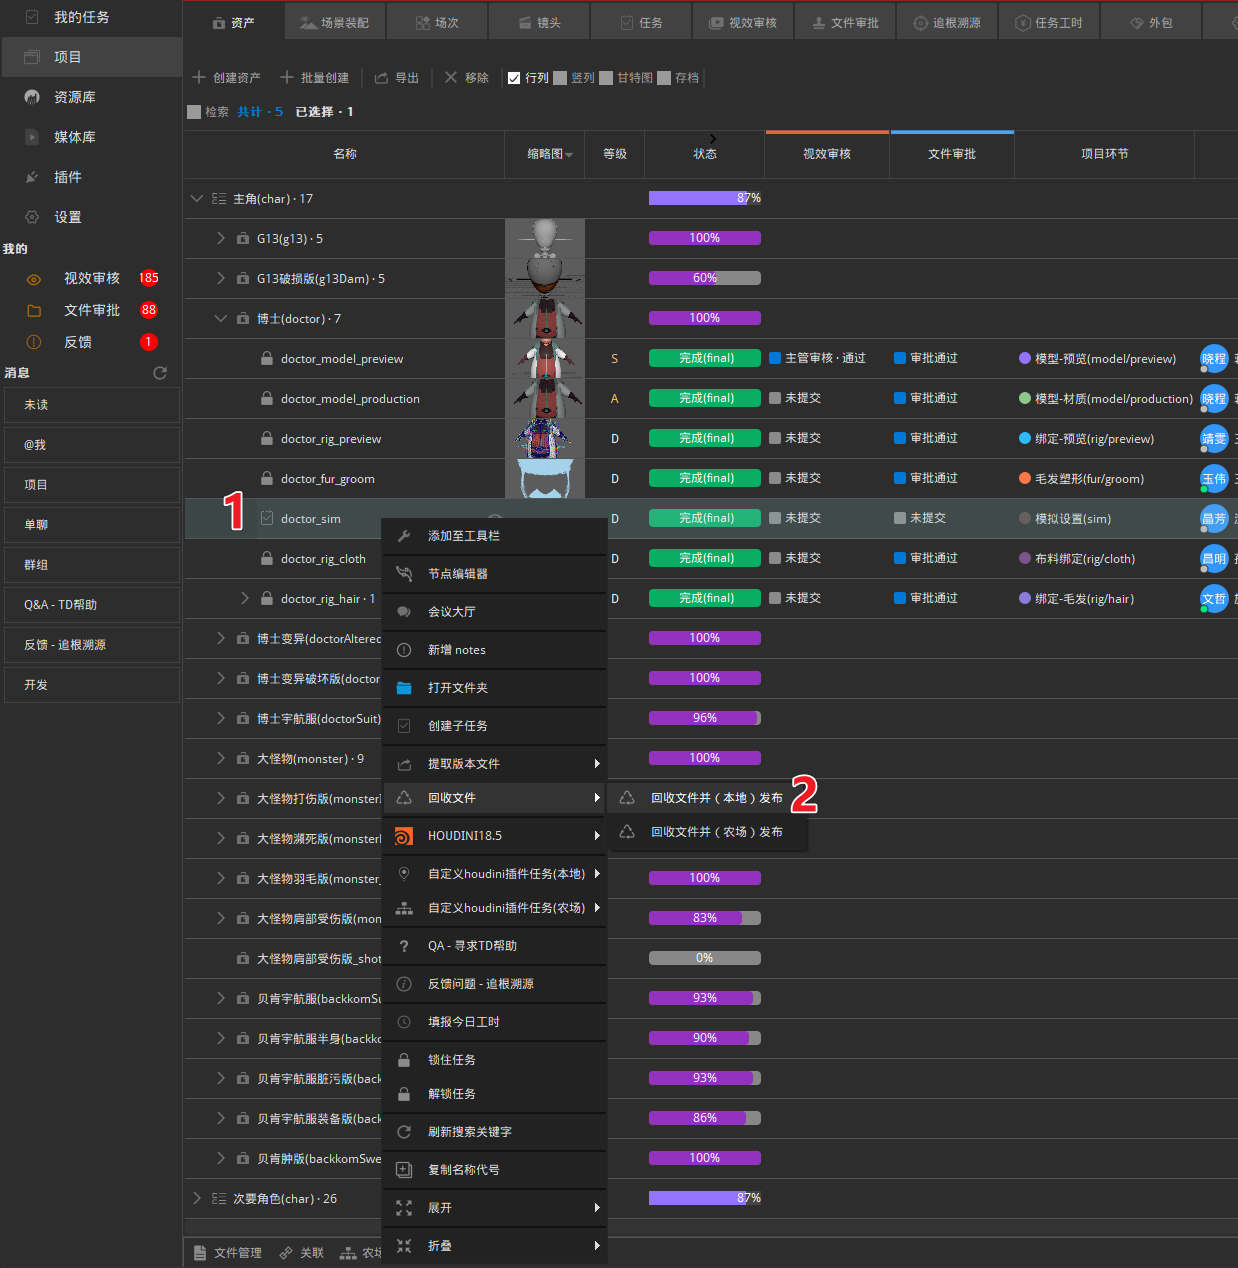 我的任务
项目
资源库
媒体库
插件
设置
我的
视效审核 185
文件审批 88
反馈 1
消息
未读
@我
项目
单聊
群组
Q&A - TD帮助
反馈 - 追根溯源
开发
资产 场景装配 场次 镜头 任务 视效审核 文件审批 追根溯源 任务工时 外包
创建资产 批量创建 导出 移除 行列 竖列 甘特图 存档
检索 共计 · 5 已选择 · 1
名称 缩略图 等级 状态 视效审核 文件审批 项目环节
主角(char) · 17 87%
G13(g13) · 5 100%
G13破损版(g13Dam) · 5 60%
博士(doctor) · 7 100%
doctor_model_preview S 完成(final) 主管审核 · 通过 审批通过 模型-预览(model/preview) 晓程
doctor_model_production A 完成(final) 未提交 审批通过 模型-材质(model/production) 晓程
doctor_rig_preview D 完成(final) 未提交 审批通过 绑定-预览(rig/preview) 靖雯
doctor_fur_groom D 完成(final) 未提交 审批通过 毛发塑形(fur/groom) 玉伟
1 doctor_sim D 完成(final) 未提交 未提交 模拟设置(sim) 晶芳
doctor_rig_cloth D 完成(final) 未提交 审批通过 布料绑定(rig/cloth) 昌明
doctor_rig_hair · 1 D 完成(final) 未提交 审批通过 绑定-毛发(rig/hair) 文哲
博士变异(doctorAltered 100%
博士变异破坏版(doctor 100%
博士宇航服(doctorSuit) 96%
大怪物(monster) · 9 100%
大怪物打伤版(monster
大怪物濒死版(monster
大怪物羽毛版(monster_ 100%
大怪物肩部受伤版(mon 83%
大怪物肩部受伤版_shot 0%
贝肯宇航服(backkomSu 93%
贝肯宇航服半身(backko 90%
贝肯宇航服脏污版(back 93%
贝肯宇航服装备版(back 86%
贝肯肿版(backkomSwe 100%
次要角色(char) · 26 87%
添加至工具栏
节点编辑器
会议大厅
新增 notes
打开文件夹
创建子任务
提取版本文件
回收文件
HOUDINI18.5
自定义houdini插件任务(本地)
自定义houdini插件任务(农场)
QA - 寻求TD帮助
反馈问题 - 追根溯源
填报今日工时
锁住任务
解锁任务
刷新搜索关键字
复制名称代号
展开
折叠
回收文件并（本地）发布 2
回收文件并（农场）发布
文件管理 关联 农场